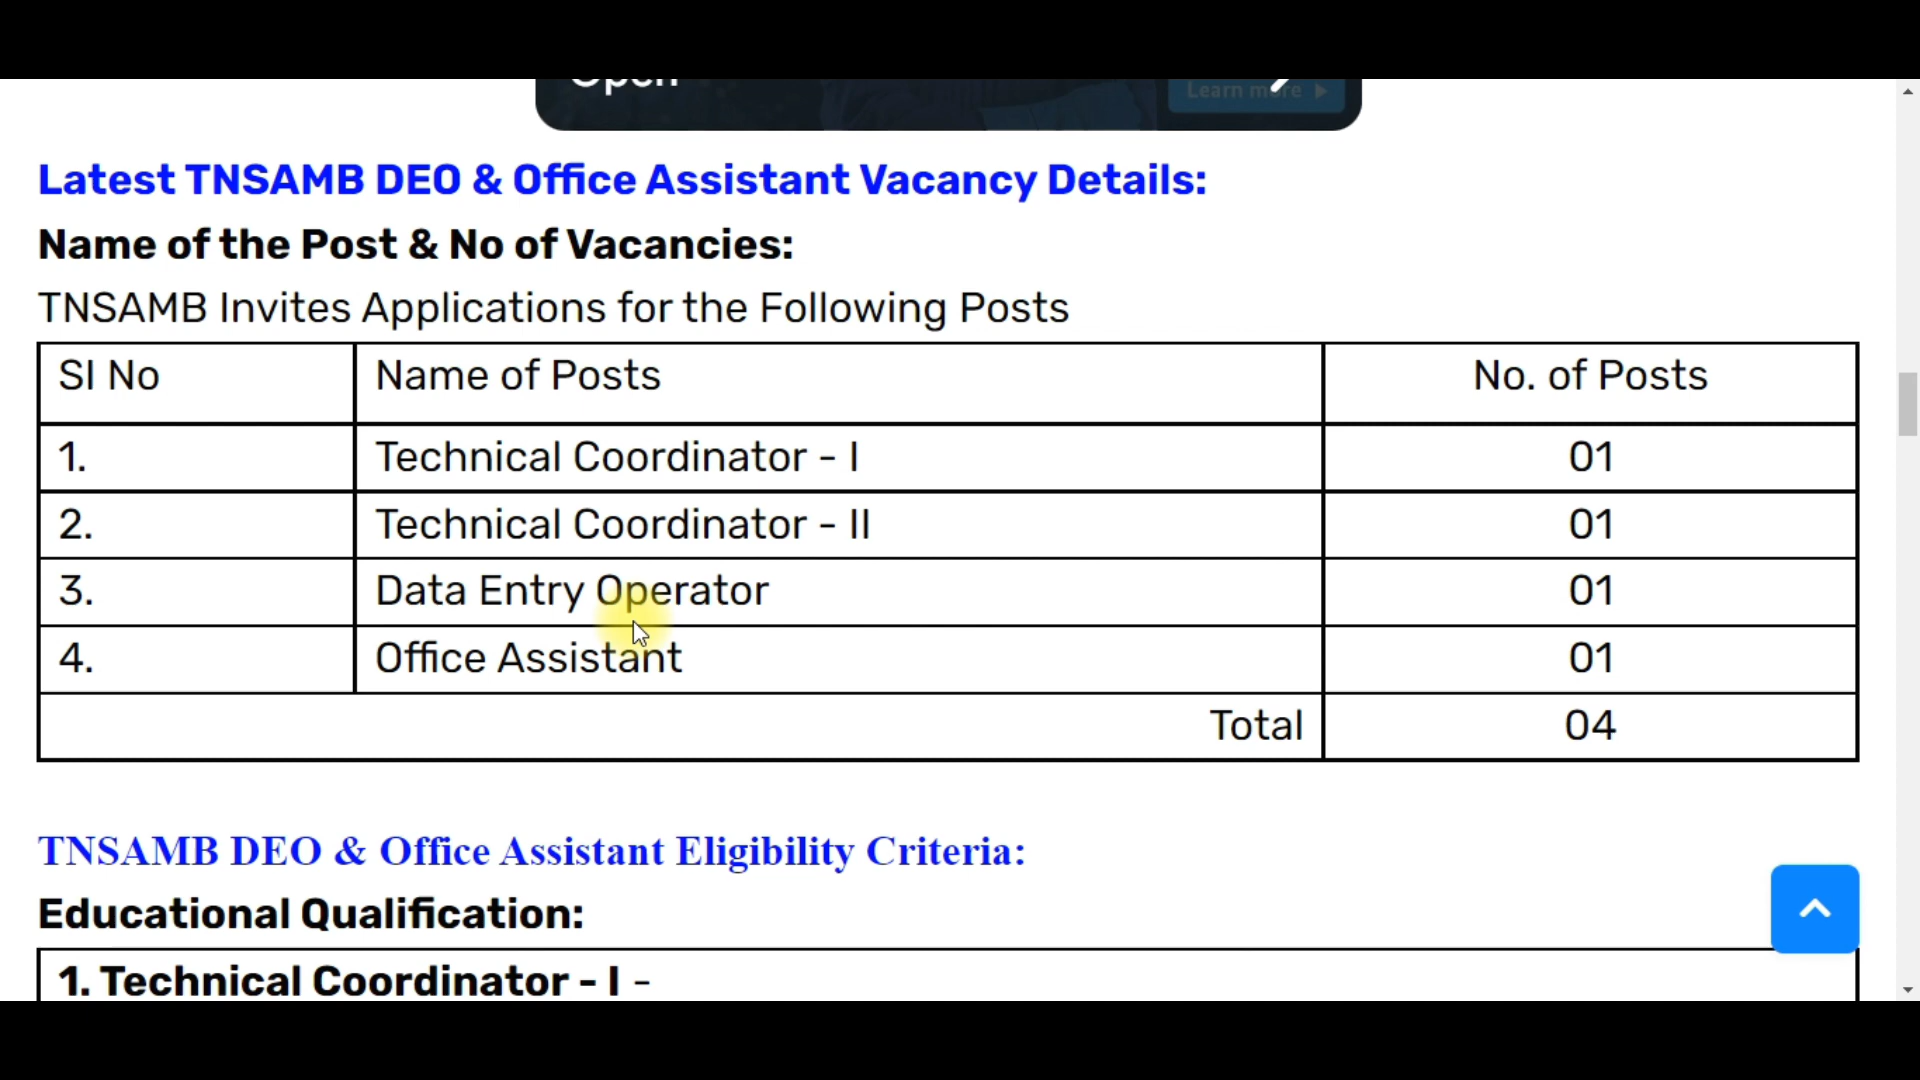 Open
Learn more
Latest TNSAMB DEO & Office Assistant Vacancy Details:
Name of the Post & No of Vacancies:
TNSAMB Invites Applications for the Following Posts
SI No Name of Posts No. of Posts
1. Technical Coordinator - I 01
2. Technical Coordinator - II 01
3. Data Entry Operator 01
4. Office Assistant 01
Total 04
TNSAMB DEO & Office Assistant Eligibility Criteria:
Educational Qualification:
1. Technical Coordinator - I -